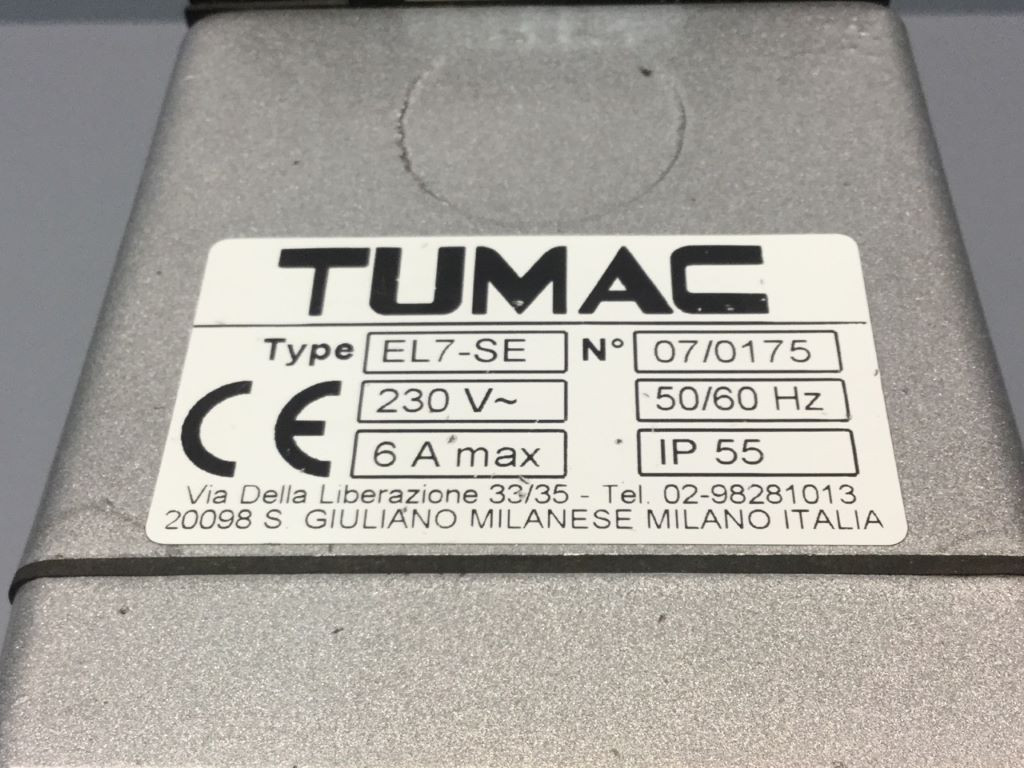 TUMAC
Type EL7-SE N° 07/0175
CE 230 V~ 50/60 Hz
6 A max IP 55
Via Della Liberazione 33/35 - Tel. 02-98281013
20098 S. GIULIANO MILANESE MILANO ITALIA